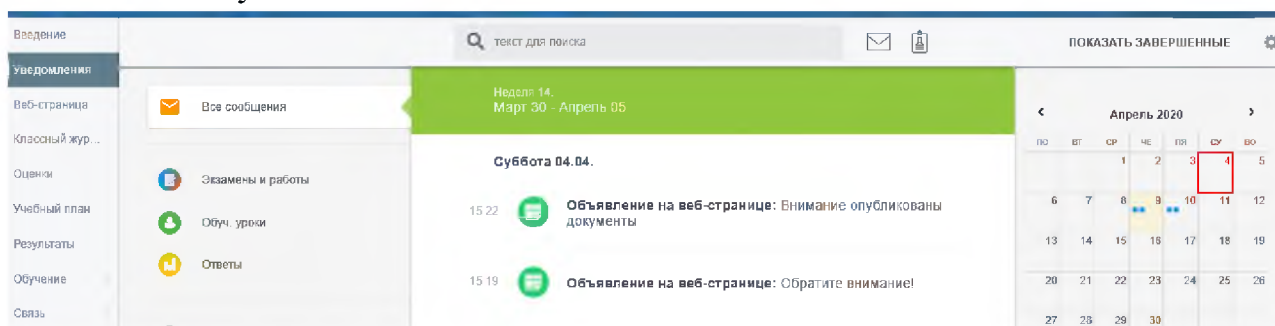 Введение
Уведомления
Веб-страница
Классный жур...
Оценки
Учебный план
Результаты
Обучение
Связь
текст для поиска
ПОКАЗАТЬ ЗАВЕРШЕННЫЕ
Все сообщения
Экзамены и работы
Обуч. уроки
Ответы
Неделя 14.
Март 30 - Апрель 05
Суббота 04.04.
15 22 Объявление на веб-странице: Внимание опубликованы
документы
15 19 Объявление на веб-странице: Обратите внимание!
Апрель 2020
ПО ВТ СР ЧЕ ПЯ СУ ВО
1 2 3 4 5
6 7 8 9 10 11 12
13 14 15 16 17 18 19
20 21 22 23 24 25 26
27 28 29 30